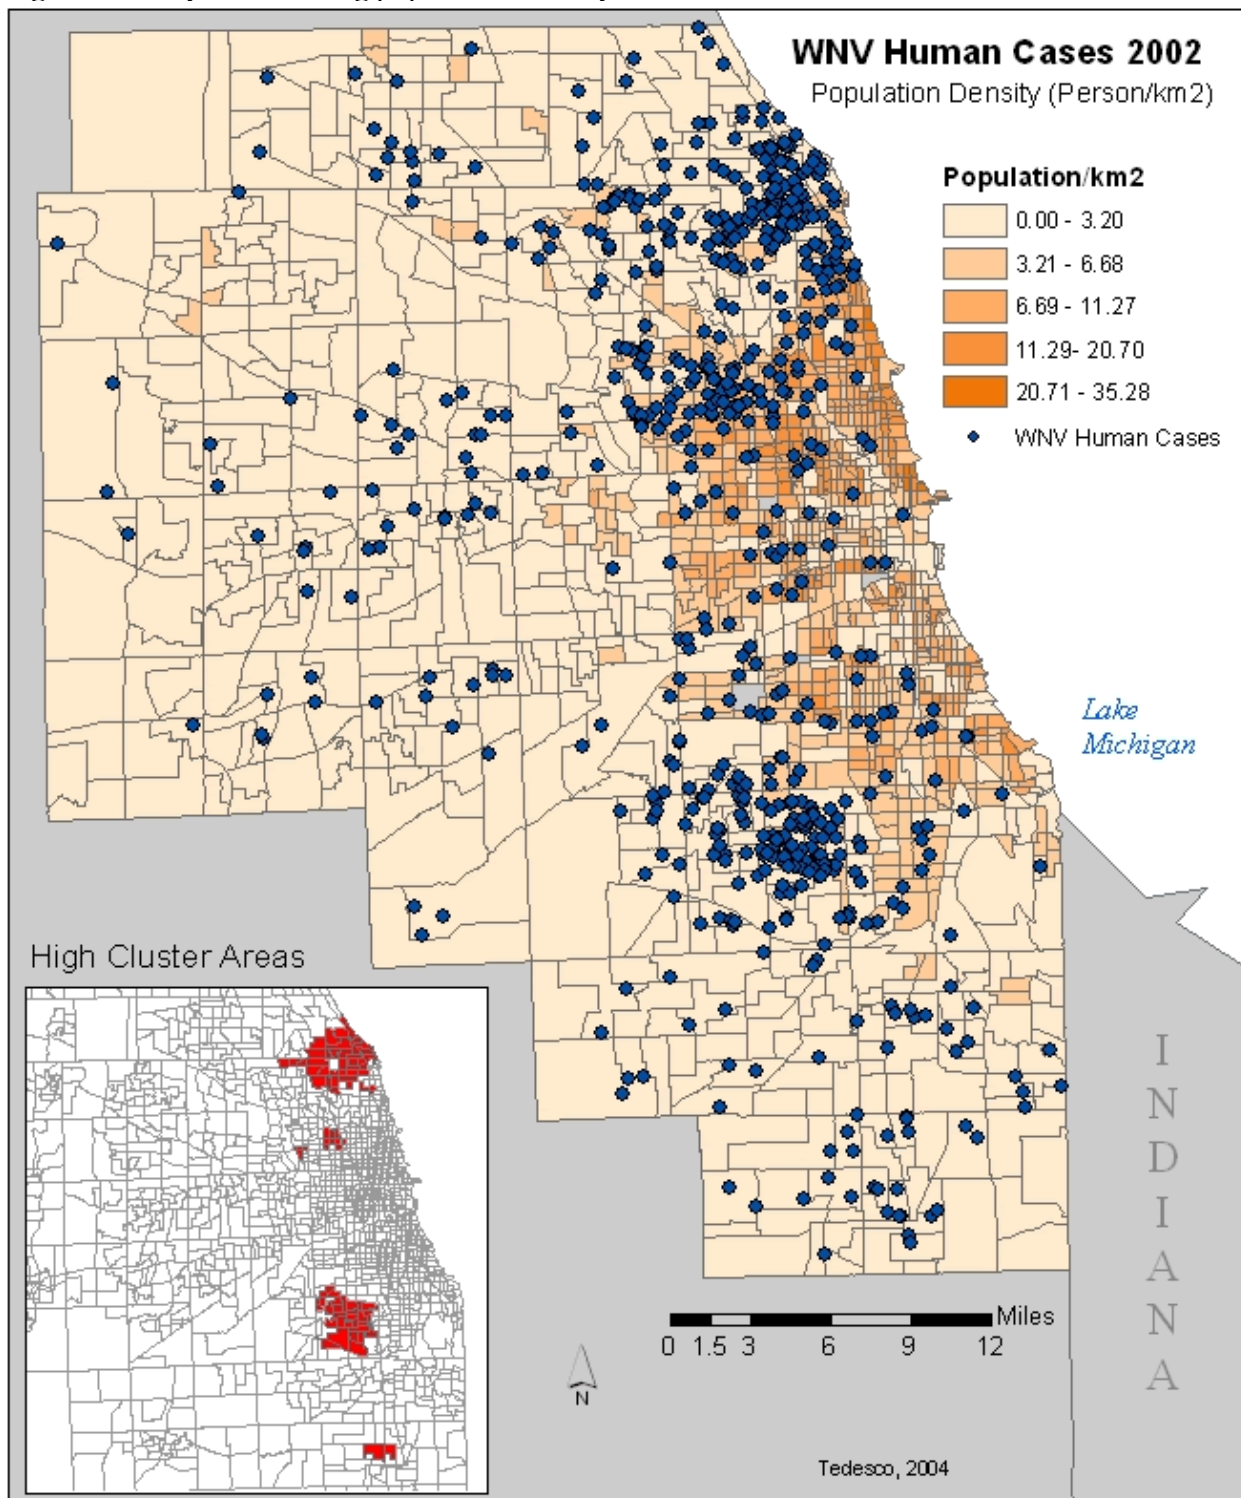 WNV Human Cases 2002
Population Density (Person/km2)
Population/km2
0.00 - 3.20
3.21 - 6.68
6.69 - 11.27
11.29- 20.70
20.71 - 35.28
WNV Human Cases
Lake
Michigan
High Cluster Areas
I
N
D
I
A
N
A
Miles
0 1.5 3 6 9 12
N
Tedesco, 2004